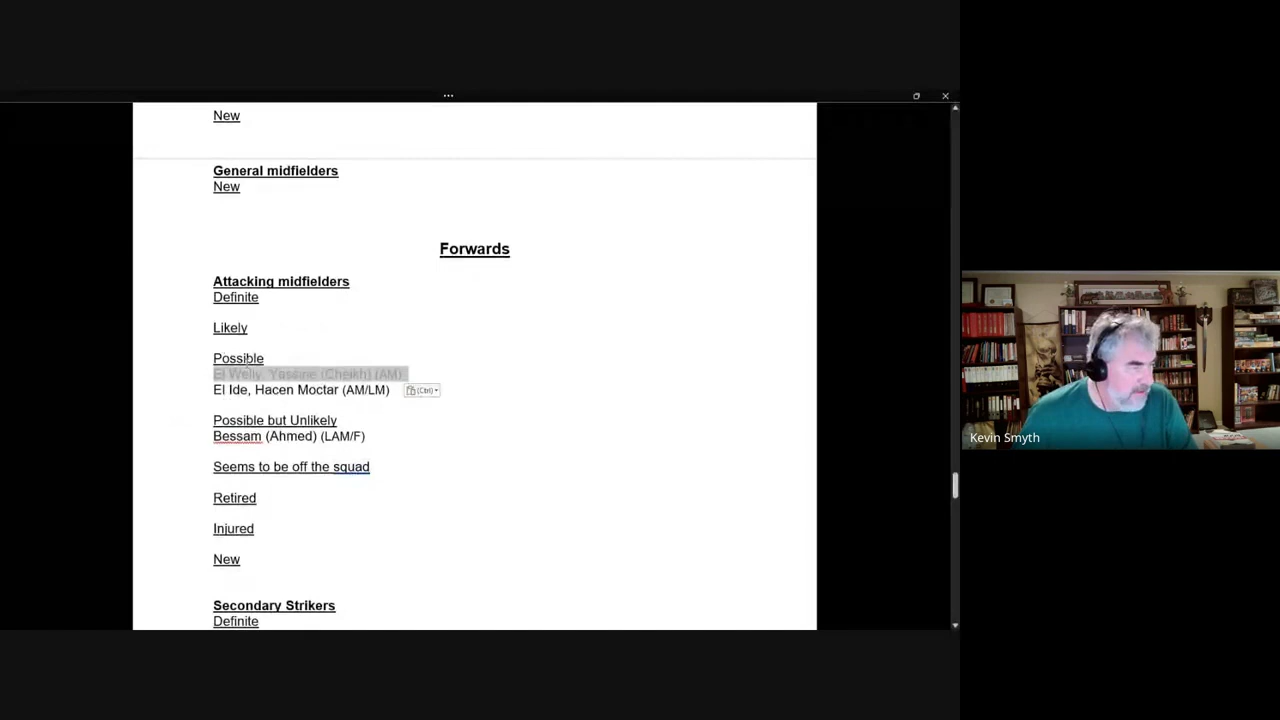 New
General midfielders
New
Forwards
Attacking midfielders
Definite
Likely
Possible
El Welly, Yassine (Cheikh) (AM)
El Ide, Hacen Moctar (AM/LM)
(Ctrl)
Possible but Unlikely
Bessam (Ahmed) (LAM/F)
Seems to be off the squad
Retired
Injured
New
Secondary Strikers
Definite
Kevin Smyth